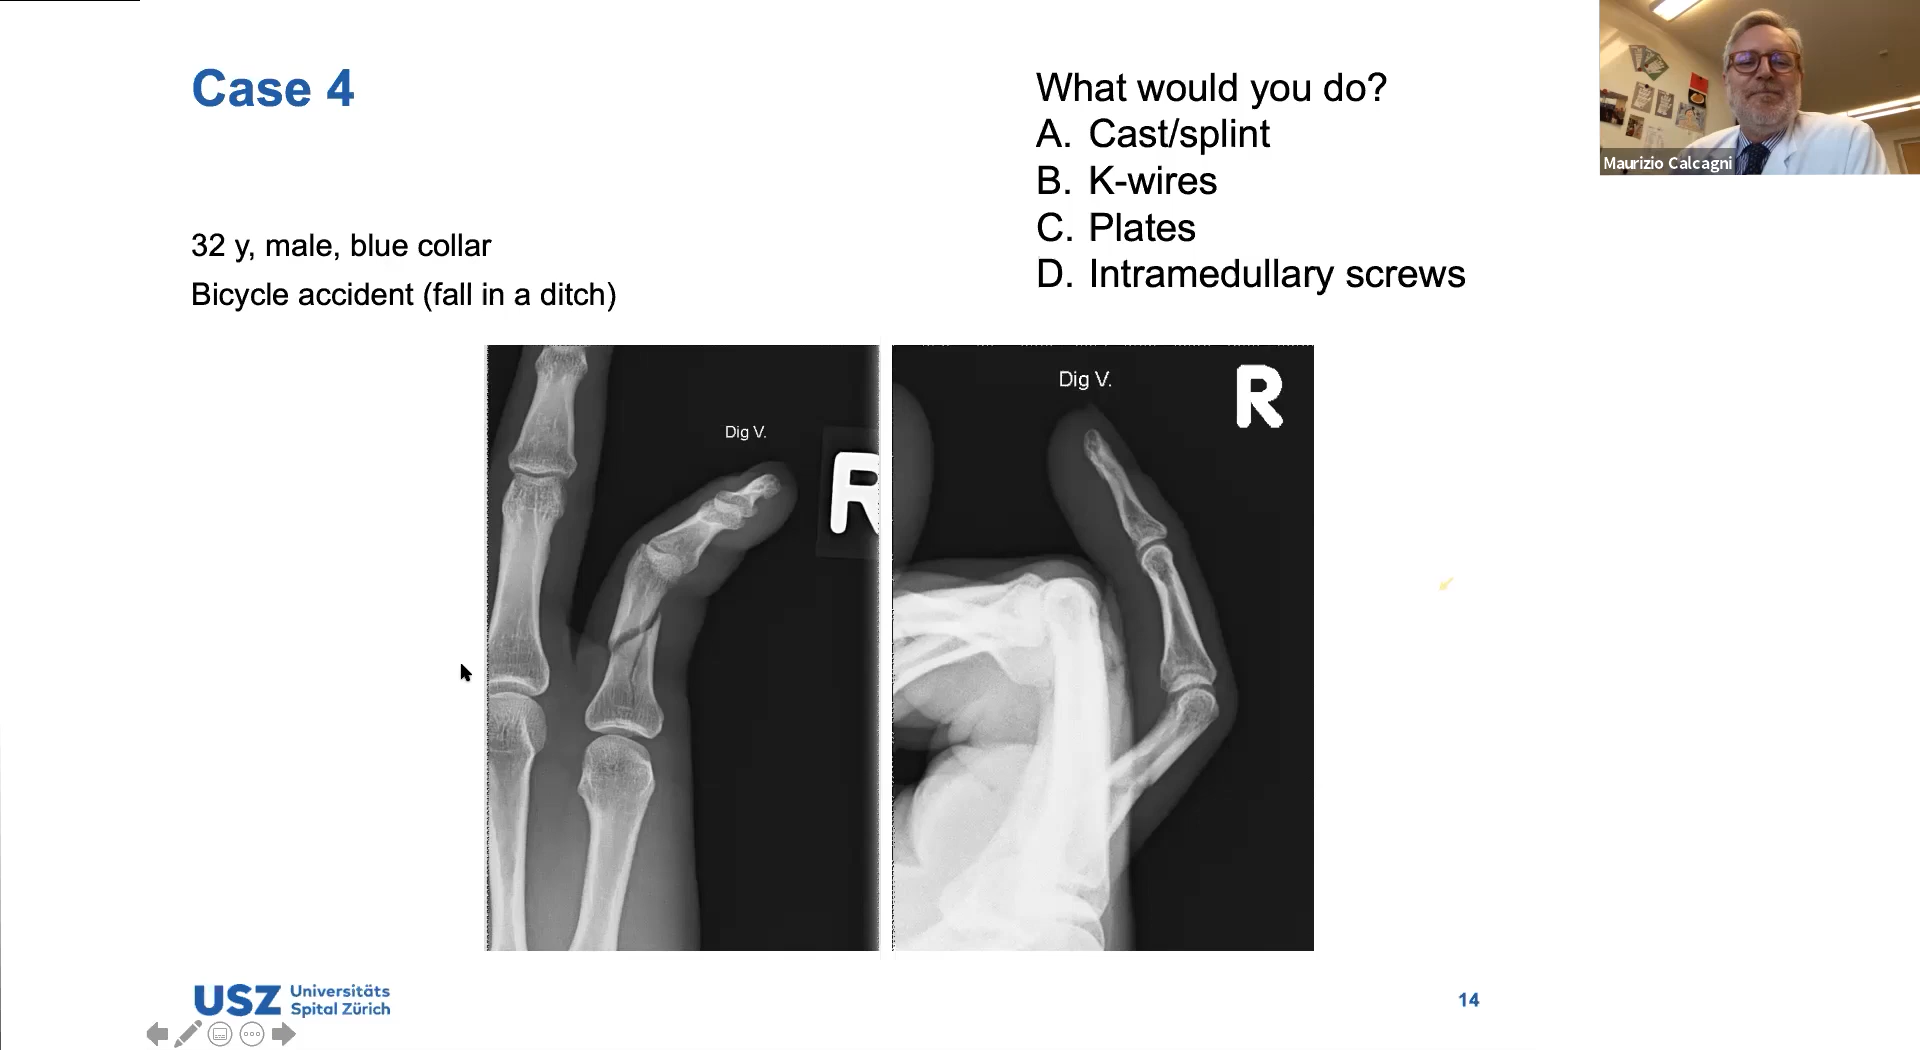 Case 4
32 y, male, blue collar
Bicycle accident (fall in a ditch)
What would you do?
A. Cast/splint
B. K-wires
C. Plates
D. Intramedullary screws
Maurizio Calcagni
Dig V.
R
Dig V.
R
USZ Universitäts
Spital Zürich
14